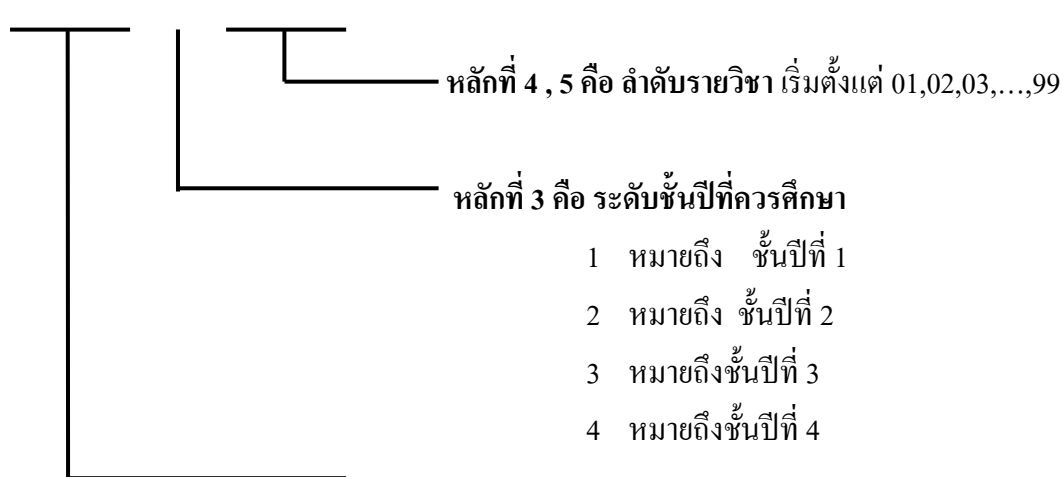 หลักที่ 4 , 5 คือ ลำดับรายวิชา เริ่มตั้งแต่ 01,02,03,…,99
หลักที่ 3 คือ ระดับชั้นปีที่ควรศึกษา
1 หมายถึง ชั้นปีที่ 1
2 หมายถึง ชั้นปีที่ 2
3 หมายถึงชั้นปีที่ 3
4 หมายถึงชั้นปีที่ 4